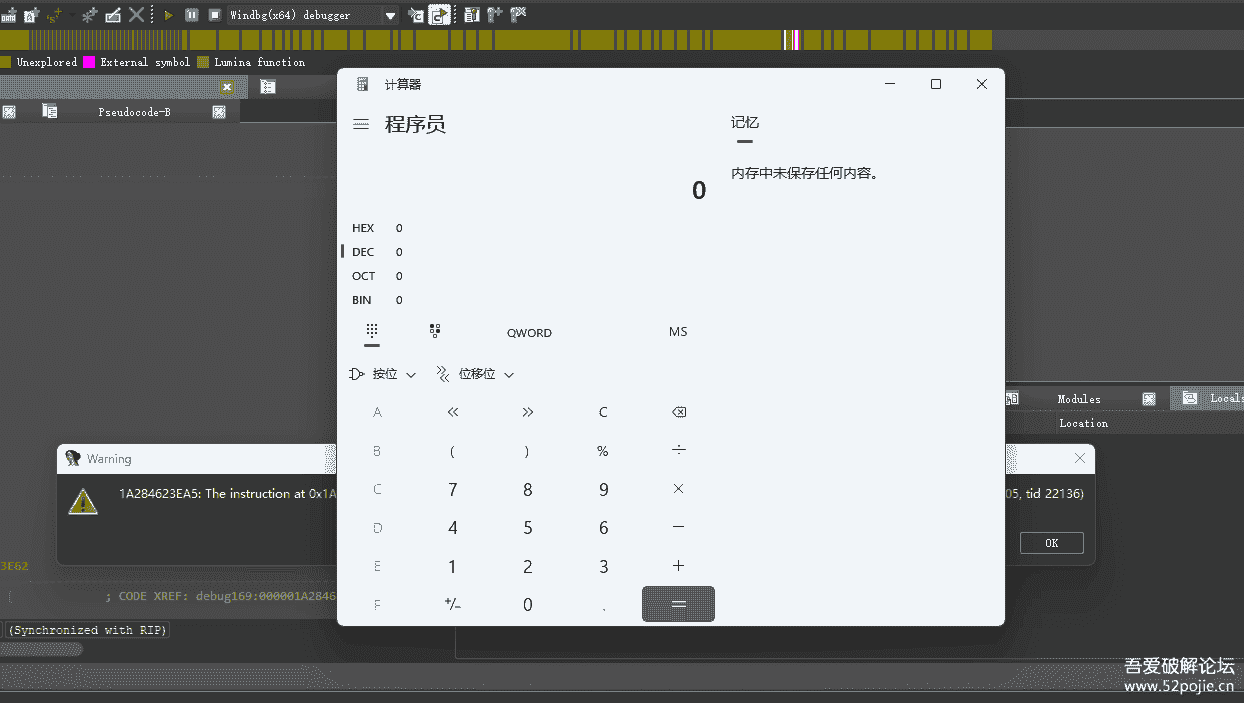 Windbg(x64) debugger
Unexplored External symbol Lumina function
Pseudocode-B
计算器
程序员
记忆
内存中未保存任何内容。
0
HEX 0
DEC 0
OCT 0
BIN 0
QWORD MS
按位 位移位
A « » C
B ( ) % ÷
C 7 8 9 ×
D 4 5 6 −
E 1 2 3 +
F +/− 0 . =
Modules Locals
Location
Warning
1A284623EA5: The instruction at 0x1A
05, tid 22136)
OK
3E62
[ ; CODE XREF: debug169:000001A2846
(Synchronized with RIP)
吾爱破解论坛
www.52pojie.cn